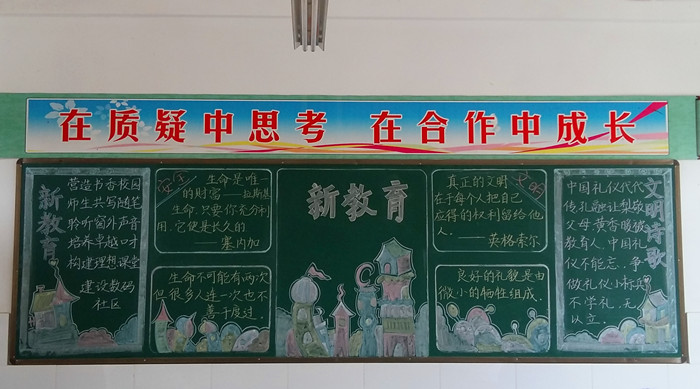 在质疑中思考 在合作中成长
新教育
营造书香校园
师生共写随笔
聆听窗外声音
培养卓越口才
构建理想课堂
建设数码
社区
生命是唯一
的财富——拉斯基
生命,只要你充分利
用,它便是长久的
——塞内加
生命不可能有两次
但很多人连一次也不
善于度过.
新教育
真正的文明
在于每个人把自己
应得的权利留给他
人.
——英格索尔
良好的礼貌是由
微小的牺牲组成.
文明诗歌
中国礼仪代代
传,孔融让梨敬
父母,黄香暖被
教育人.中国礼
仪不能忘,争
做礼仪小标兵
不学礼,无
以立.